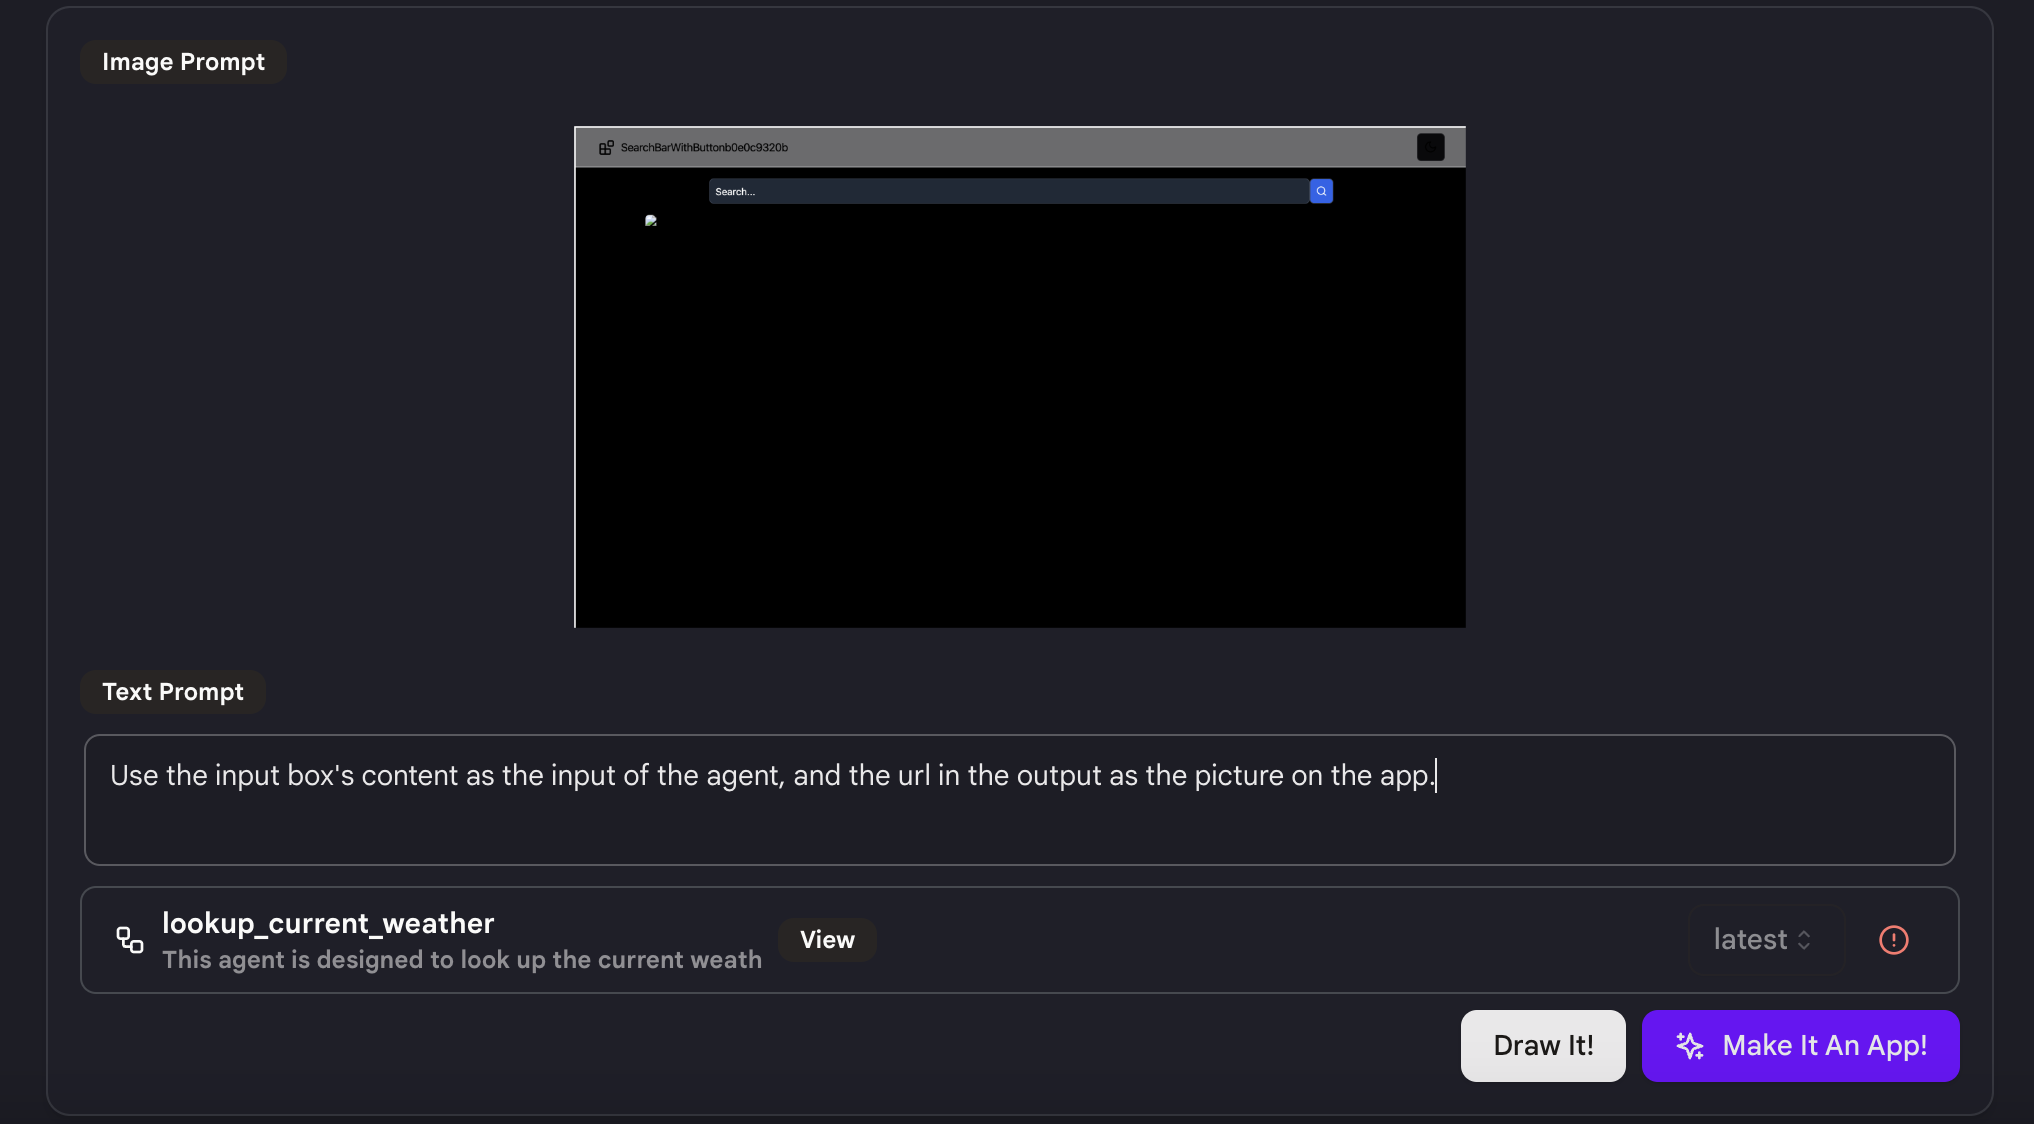 Image Prompt
SearchBarWithButtonb0e0c9320b
Search...
Text Prompt
Use the input box's content as the input of the agent, and the url in the output as the picture on the app.
lookup_current_weather
This agent is designed to look up the current weath
View
latest
Draw It!
Make It An App!